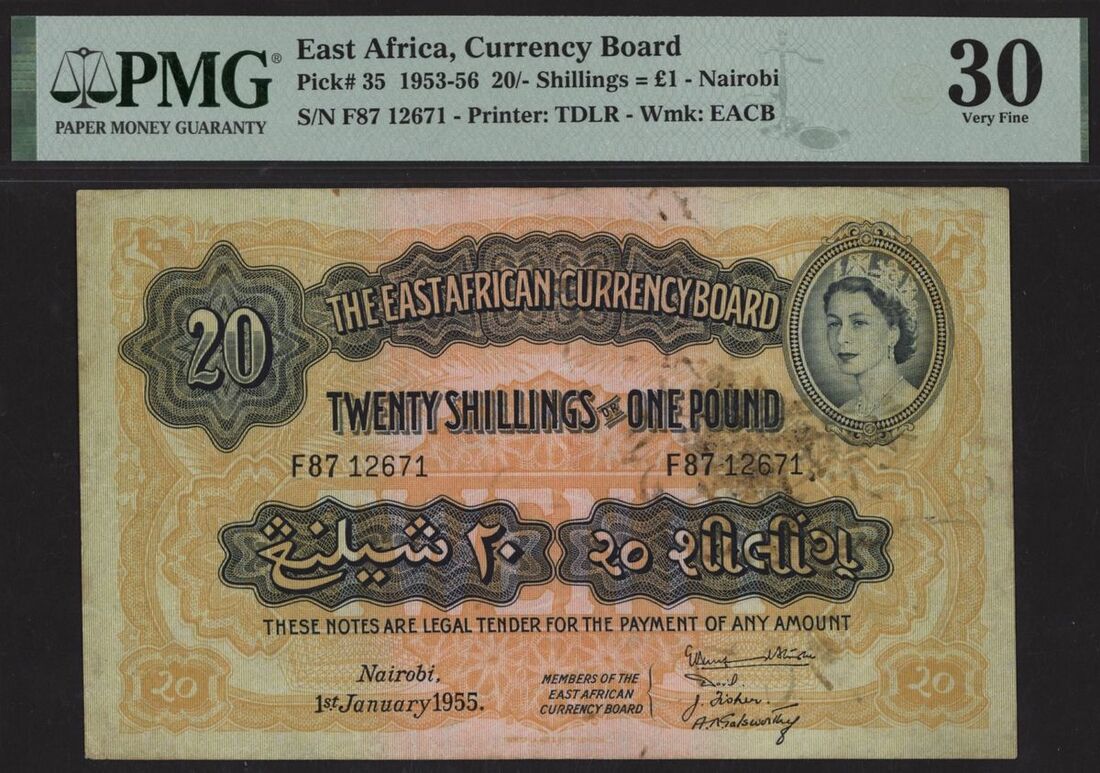 PMG®
PAPER MONEY GUARANTY
East Africa, Currency Board
Pick# 35 1953-56 20/- Shillings = £1 - Nairobi
S/N F87 12671 - Printer: TDLR - Wmk: EACB
30
Very Fine
THE EAST AFRICAN CURRENCY BOARD
20
TWENTY SHILLINGS OR ONE POUND
F87 12671
F87 12671
شيلنڠ ٢٠
૨૦ શીલીંગ
THESE NOTES ARE LEGAL TENDER FOR THE PAYMENT OF ANY AMOUNT
Nairobi,
1st January 1955.
MEMBERS OF THE
EAST AFRICAN
CURRENCY BOARD
J. Fisher.
A N Galsworthy
20
20